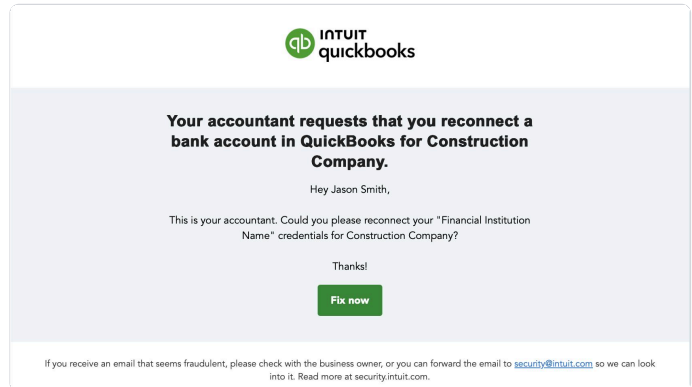 qb INTUIT
quickbooks
Your accountant requests that you reconnect a
bank account in QuickBooks for Construction
Company.
Hey Jason Smith,
This is your accountant. Could you please reconnect your "Financial Institution
Name" credentials for Construction Company?
Thanks!
Fix now
If you receive an email that seems fraudulent, please check with the business owner, or you can forward the email to security@intuit.com so we can look
into it. Read more at security.intuit.com.